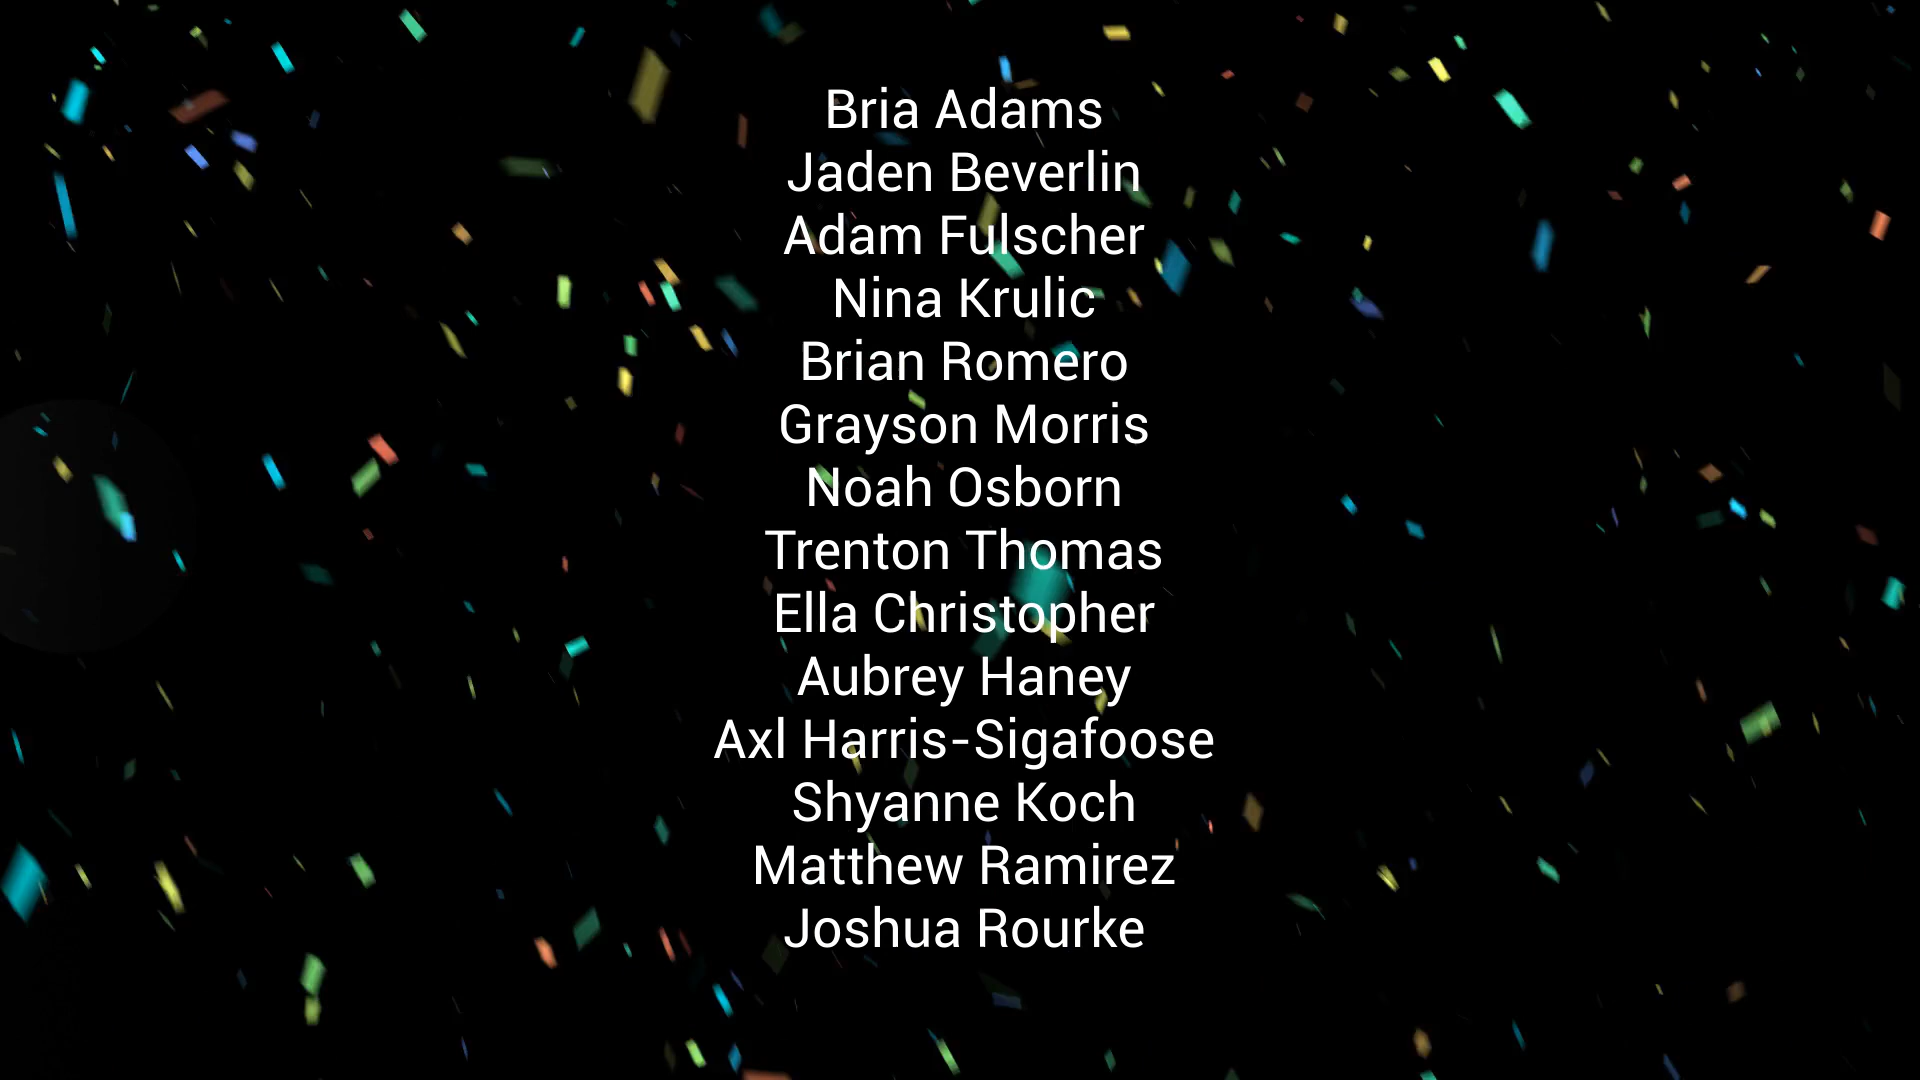 Bria Adams
Jaden Beverlin
Adam Fulscher
Nina Krulic
Brian Romero
Grayson Morris
Noah Osborn
Trenton Thomas
Ella Christopher
Aubrey Haney
Axl Harris-Sigafoose
Shyanne Koch
Matthew Ramirez
Joshua Rourke